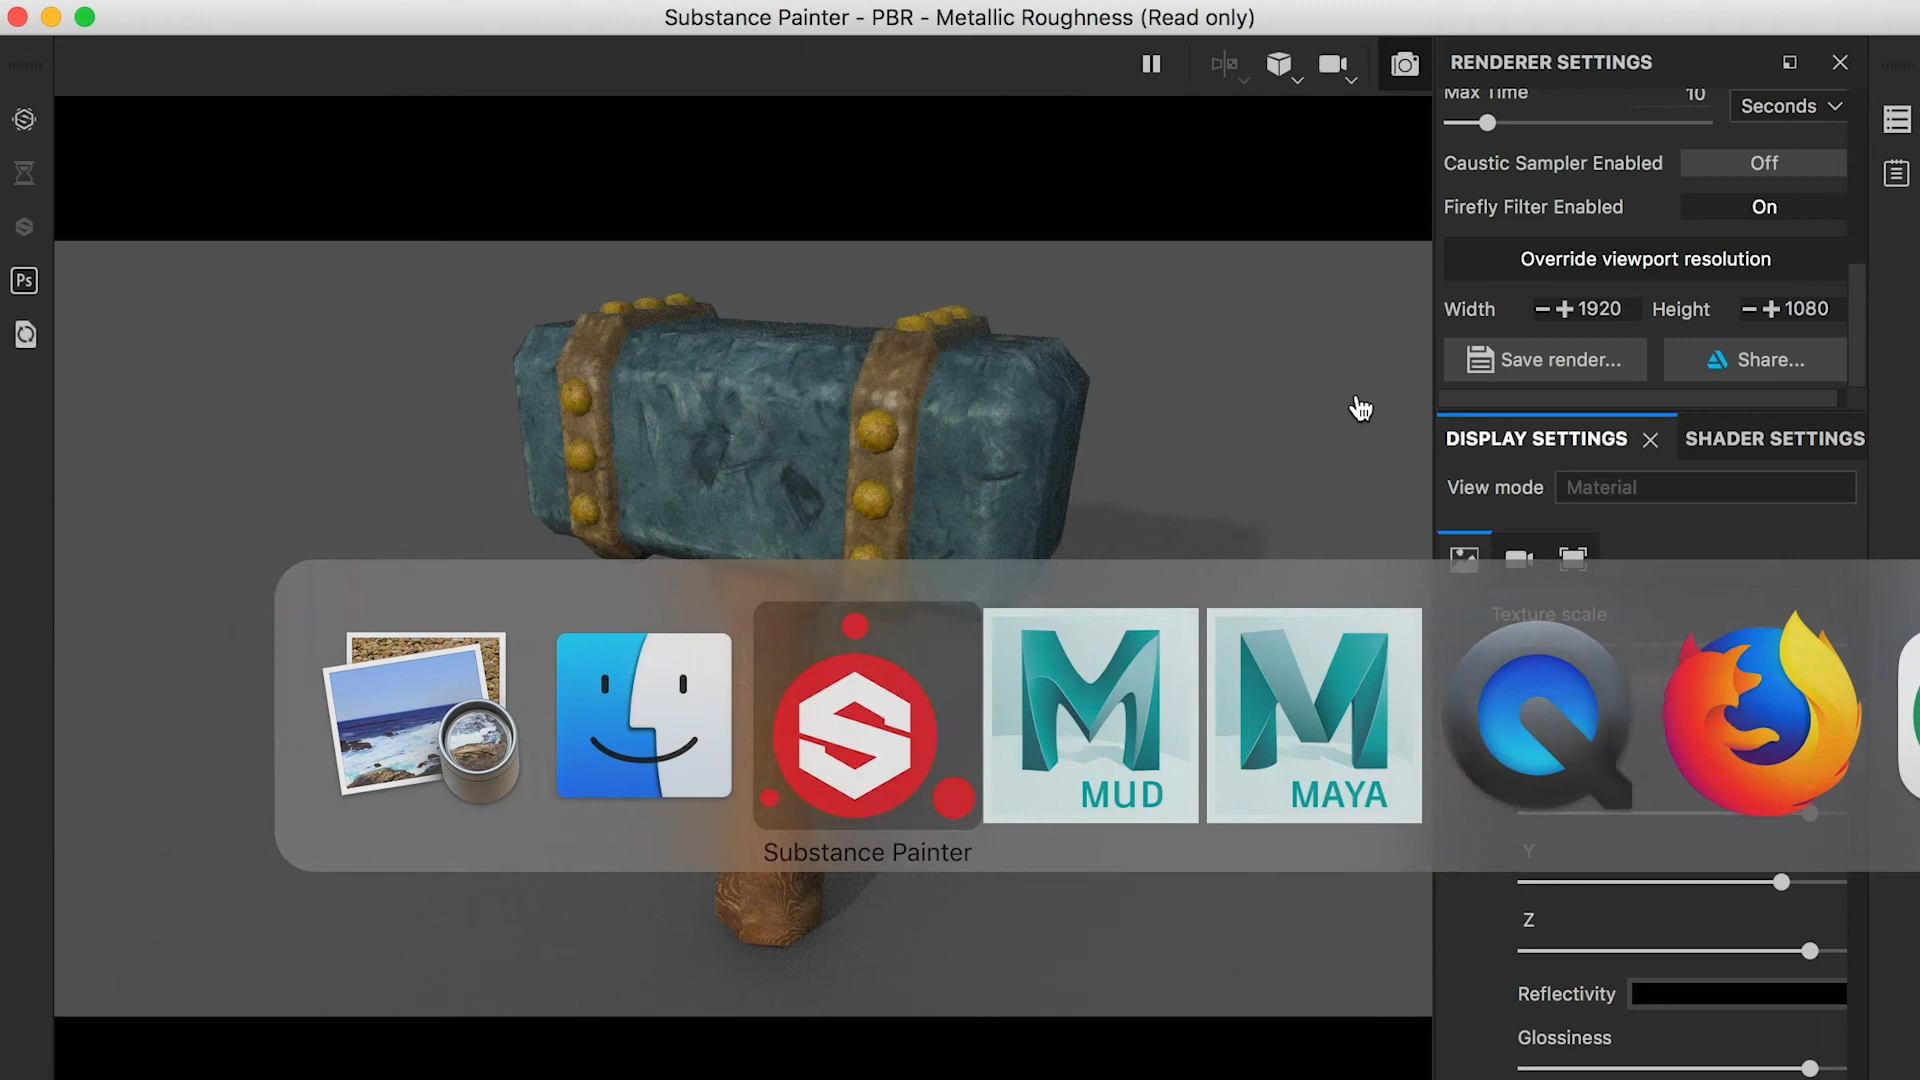 Substance Painter - PBR - Metallic Roughness (Read only)
RENDERER SETTINGS
Max Time 10 Seconds
Caustic Sampler Enabled Off
Firefly Filter Enabled On
Override viewport resolution
Width 1920 Height 1080
Save render... Share...
DISPLAY SETTINGS SHADER SETTINGS
View mode Material
Ps
Texture scale
MUD
MAYA
Substance Painter
Y
Z
Reflectivity
Glossiness